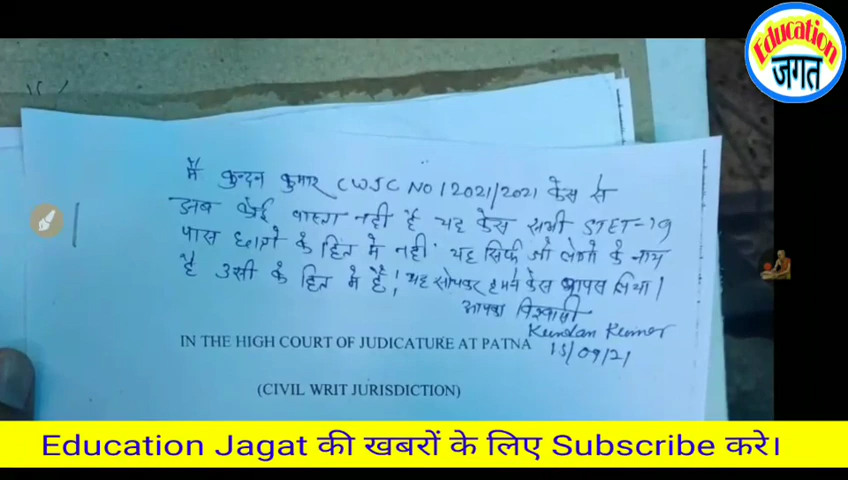 Education
जगत
मै कुन्दन कुमार CWJC NO 12021/2021 केस से
अब कोई वास्ता नही है यह केस सभी STET-19
पास छात्रो के हित मे नही यह सिर्फ जो लोगो के नाम
है उसी के हित मे है! यह सोचकर हमने केस वापस लिया।
आपका विश्वासी
Kundan Kumar
15/09/21
IN THE HIGH COURT OF JUDICATURE AT PATNA
(CIVIL WRIT JURISDICTION)
Education Jagat की खबरों के लिए Subscribe करे।